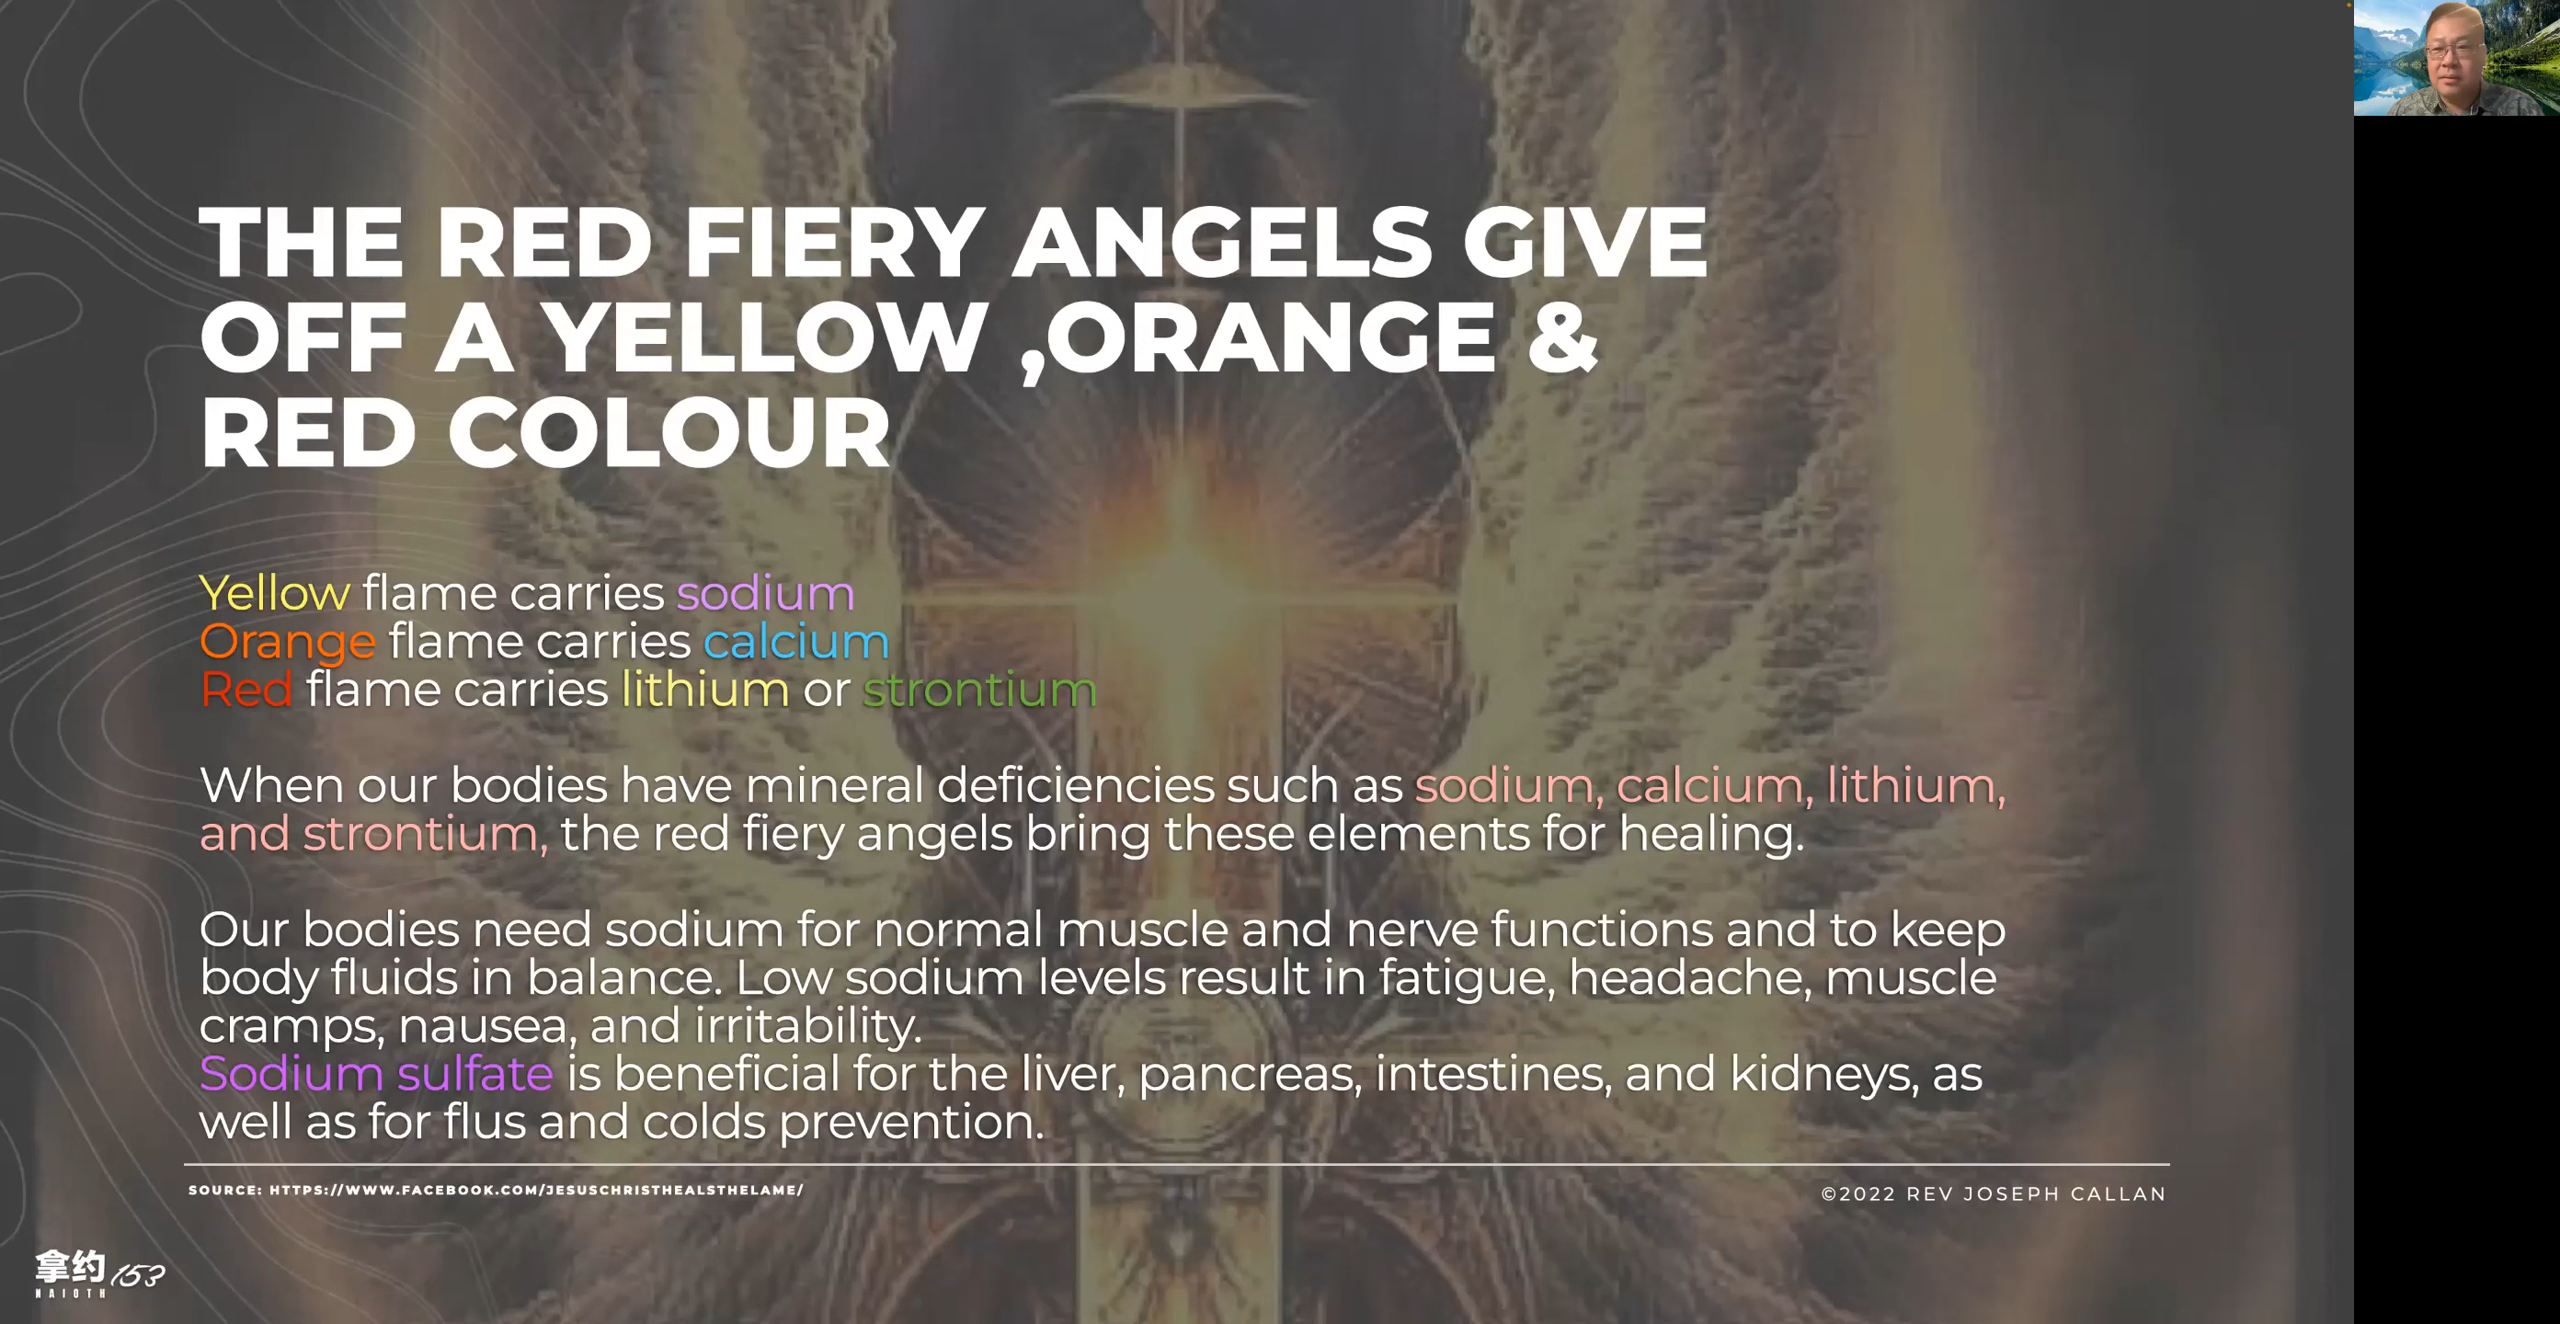 THE RED FIERY ANGELS GIVE
OFF A YELLOW ,ORANGE &
RED COLOUR
Yellow flame carries sodium
Orange flame carries calcium
Red flame carries lithium or strontium
When our bodies have mineral deficiencies such as sodium, calcium, lithium,
and strontium, the red fiery angels bring these elements for healing.
Our bodies need sodium for normal muscle and nerve functions and to keep
body fluids in balance. Low sodium levels result in fatigue, headache, muscle
cramps, nausea, and irritability.
Sodium sulfate is beneficial for the liver, pancreas, intestines, and kidneys, as
well as for flus and colds prevention.
SOURCE: HTTPS://WWW.FACEBOOK.COM/JESUSCHRISTHEALSTHELAME/
©2022 REV JOSEPH CALLAN
拿约 153
NAIOTH